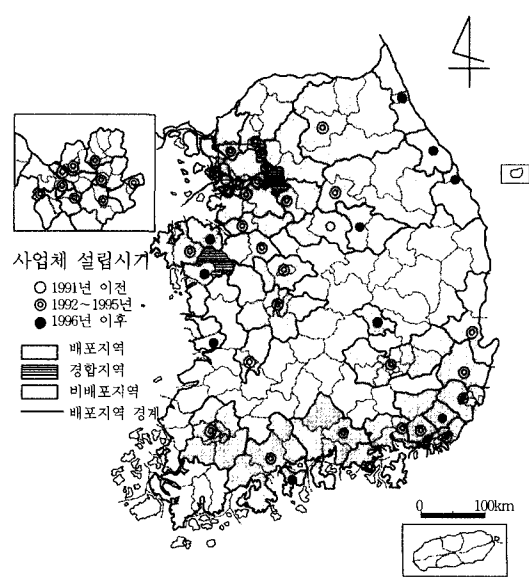 사업체 설립시기
1991년 이전
1992~1995년
1996년 이후
배포지역
경합지역
비배포지역
배포지역 경계
0 100km